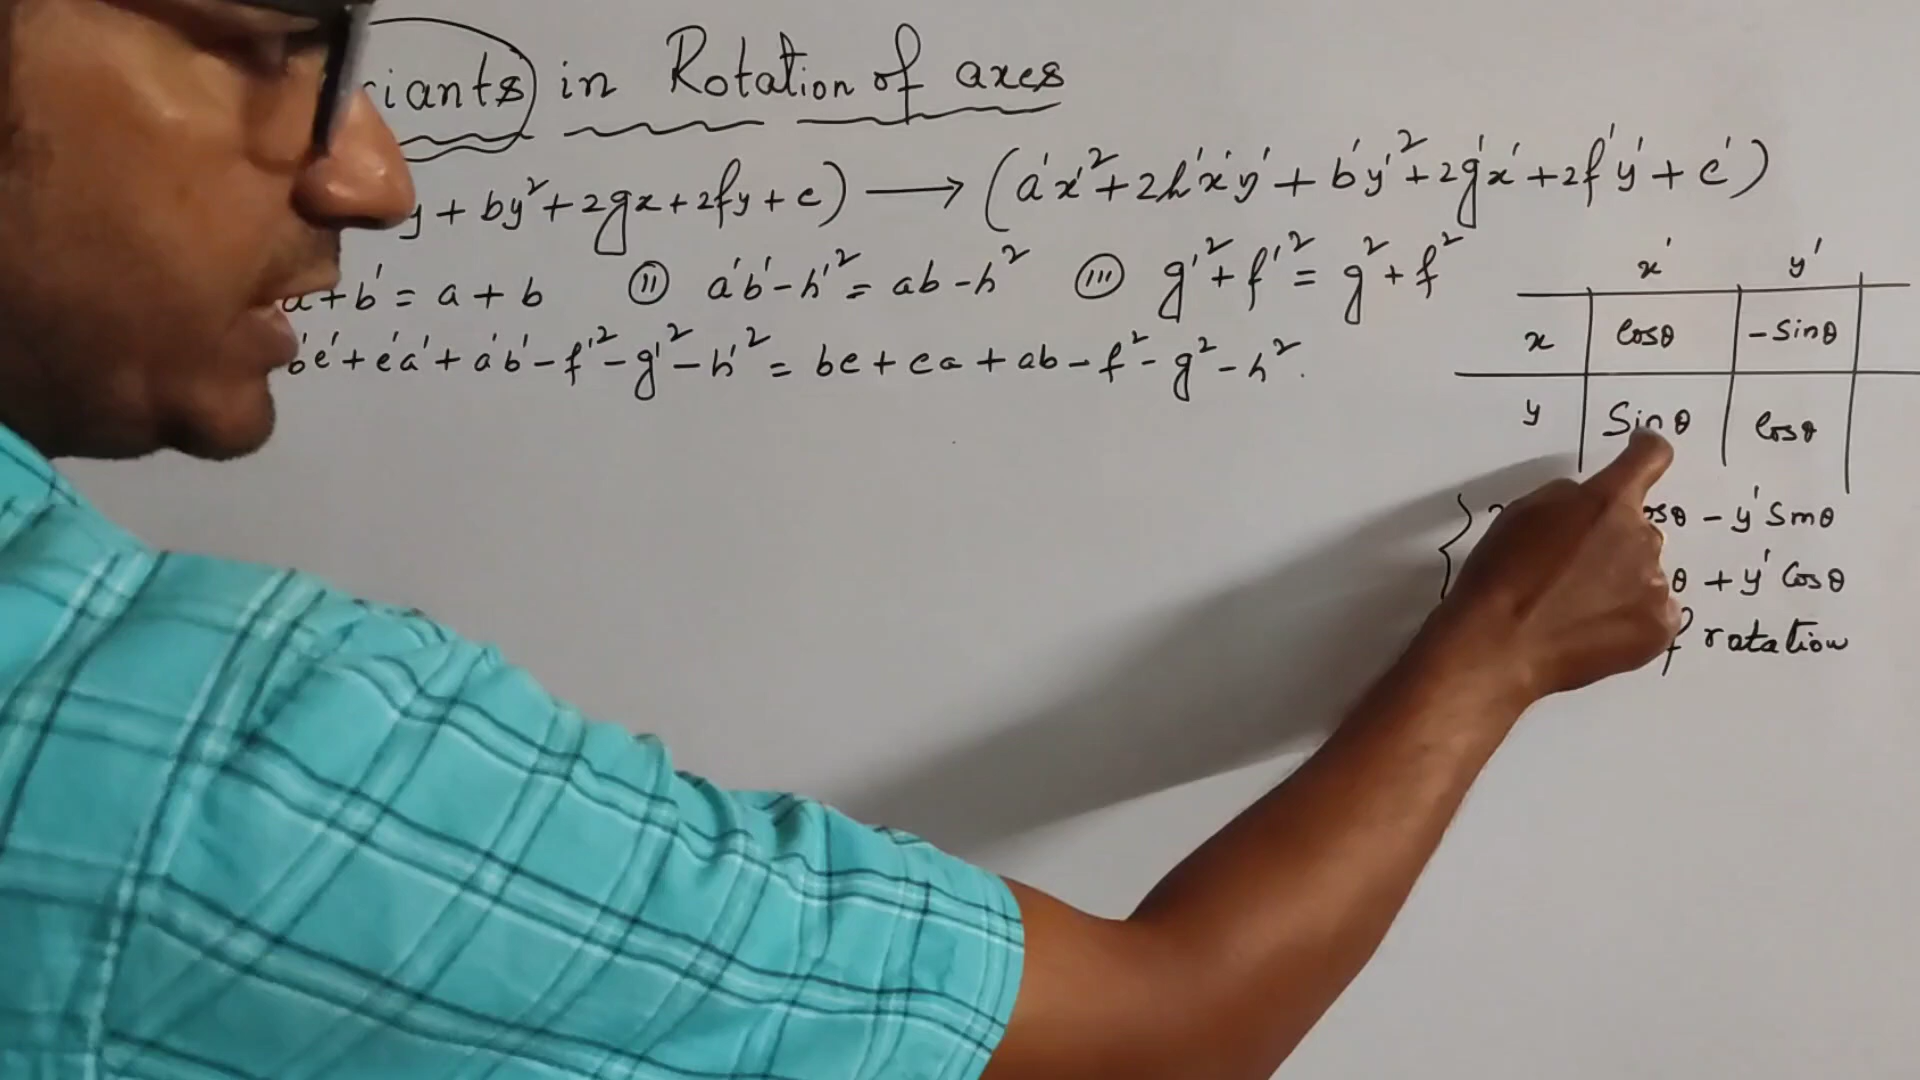 in Rotation of axes
y + by² + 2gx + 2fy + c) → (a'x'² + 2h'x'y' + b'y'² + 2g'x' + 2f'y' + c')
a + b' = a + b (ii) a'b' - h'² = ab - h² (iii) g'² + f'² = g² + f²
b'c' + c'a' + a'b' - f'² - g'² - h'² = bc + ca + ab - f² - g² - h².
x' y'
x cosθ -sinθ
y Sinθ cosθ
osθ - y' Sinθ
θ + y' Cosθ
rotation